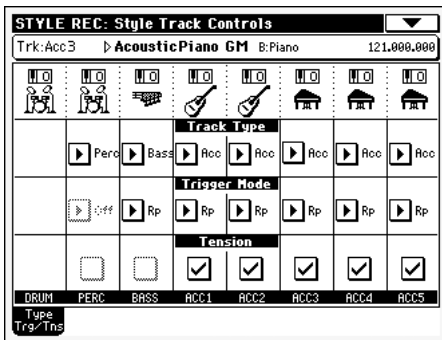 STYLE REC: Style Track Controls
Trk:Acc3 AcousticPiano GM B:Piano 121.000.000
Track Type
Perc Bass Acc Acc Acc Acc Acc
Trigger Mode
Off Rp Rp Rp Rp Rp Rp
Tension
DRUM PERC BASS ACC1 ACC2 ACC3 ACC4 ACC5
Type
Trg/Tns